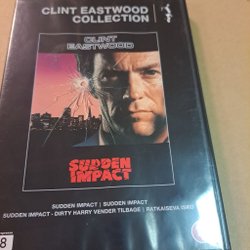 CLINT EASTWOOD
COLLECTION
CLINT
EASTWOOD
SUDDEN
IMPACT
SUDDEN IMPACT | SUDDEN IMPACT
SUDDEN IMPACT - DIRTY HARRY VENDER TILBAGE | RATKAISEVA ISKU
8